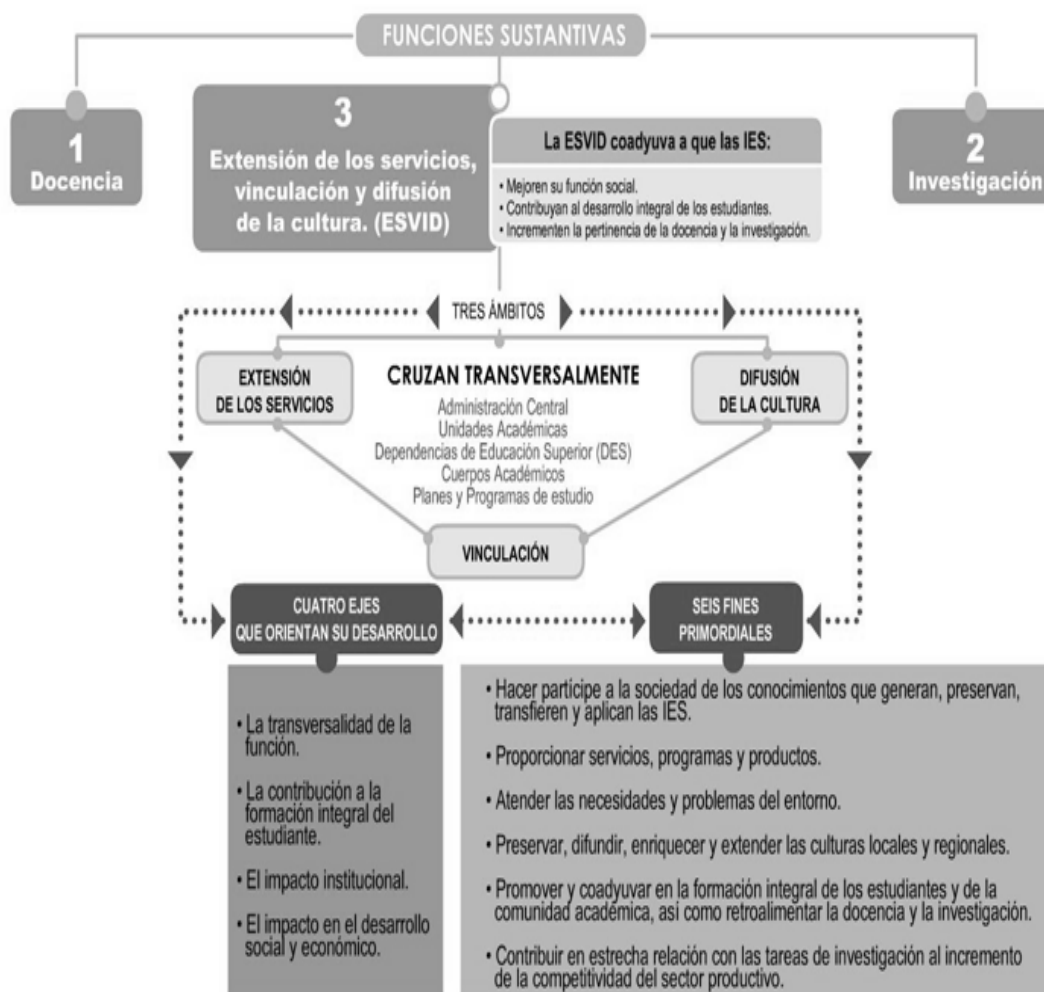 FUNCIONES SUSTANTIVAS
1
Docencia
3
Extensión de los servicios,
vinculación y difusión
de la cultura. (ESVID)
La ESVID coadyuva a que las IES:
• Mejoren su función social.
• Contribuyan al desarrollo integral de los estudiantes.
• Incrementen la pertinencia de la docencia y la investigación.
2
Investigación
TRES ÁMBITOS
EXTENSIÓN
DE LOS SERVICIOS
CRUZAN TRANSVERSALMENTE
Administración Central
Unidades Académicas
Dependencias de Educación Superior (DES)
Cuerpos Académicos
Planes y Programas de estudio
DIFUSIÓN
DE LA CULTURA
VINCULACIÓN
CUATRO EJES
QUE ORIENTAN SU DESARROLLO
• La transversalidad de la
función.
• La contribución a la
formación integral del
estudiante.
• El impacto institucional.
• El impacto en el desarrollo
social y económico.
SEIS FINES
PRIMORDIALES
• Hacer partícipe a la sociedad de los conocimientos que generan, preservan,
transfieren y aplican las IES.
• Proporcionar servicios, programas y productos.
• Atender las necesidades y problemas del entorno.
• Preservar, difundir, enriquecer y extender las culturas locales y regionales.
• Promover y coadyuvar en la formación integral de los estudiantes y de la
comunidad académica, así como retroalimentar la docencia y la investigación.
• Contribuir en estrecha relación con las tareas de investigación al incremento
de la competitividad del sector productivo.